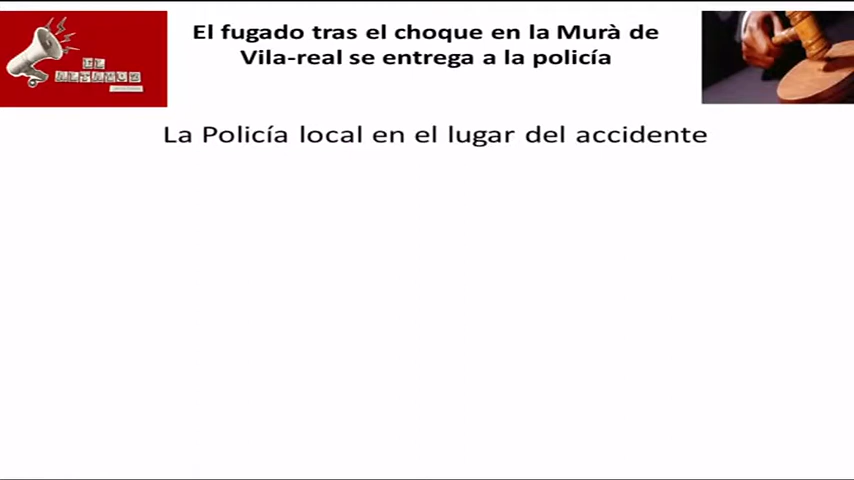 El fugado tras el choque en la Murà de
Vila-real se entrega a la policía
EL
La Policía local en el lugar del accidente